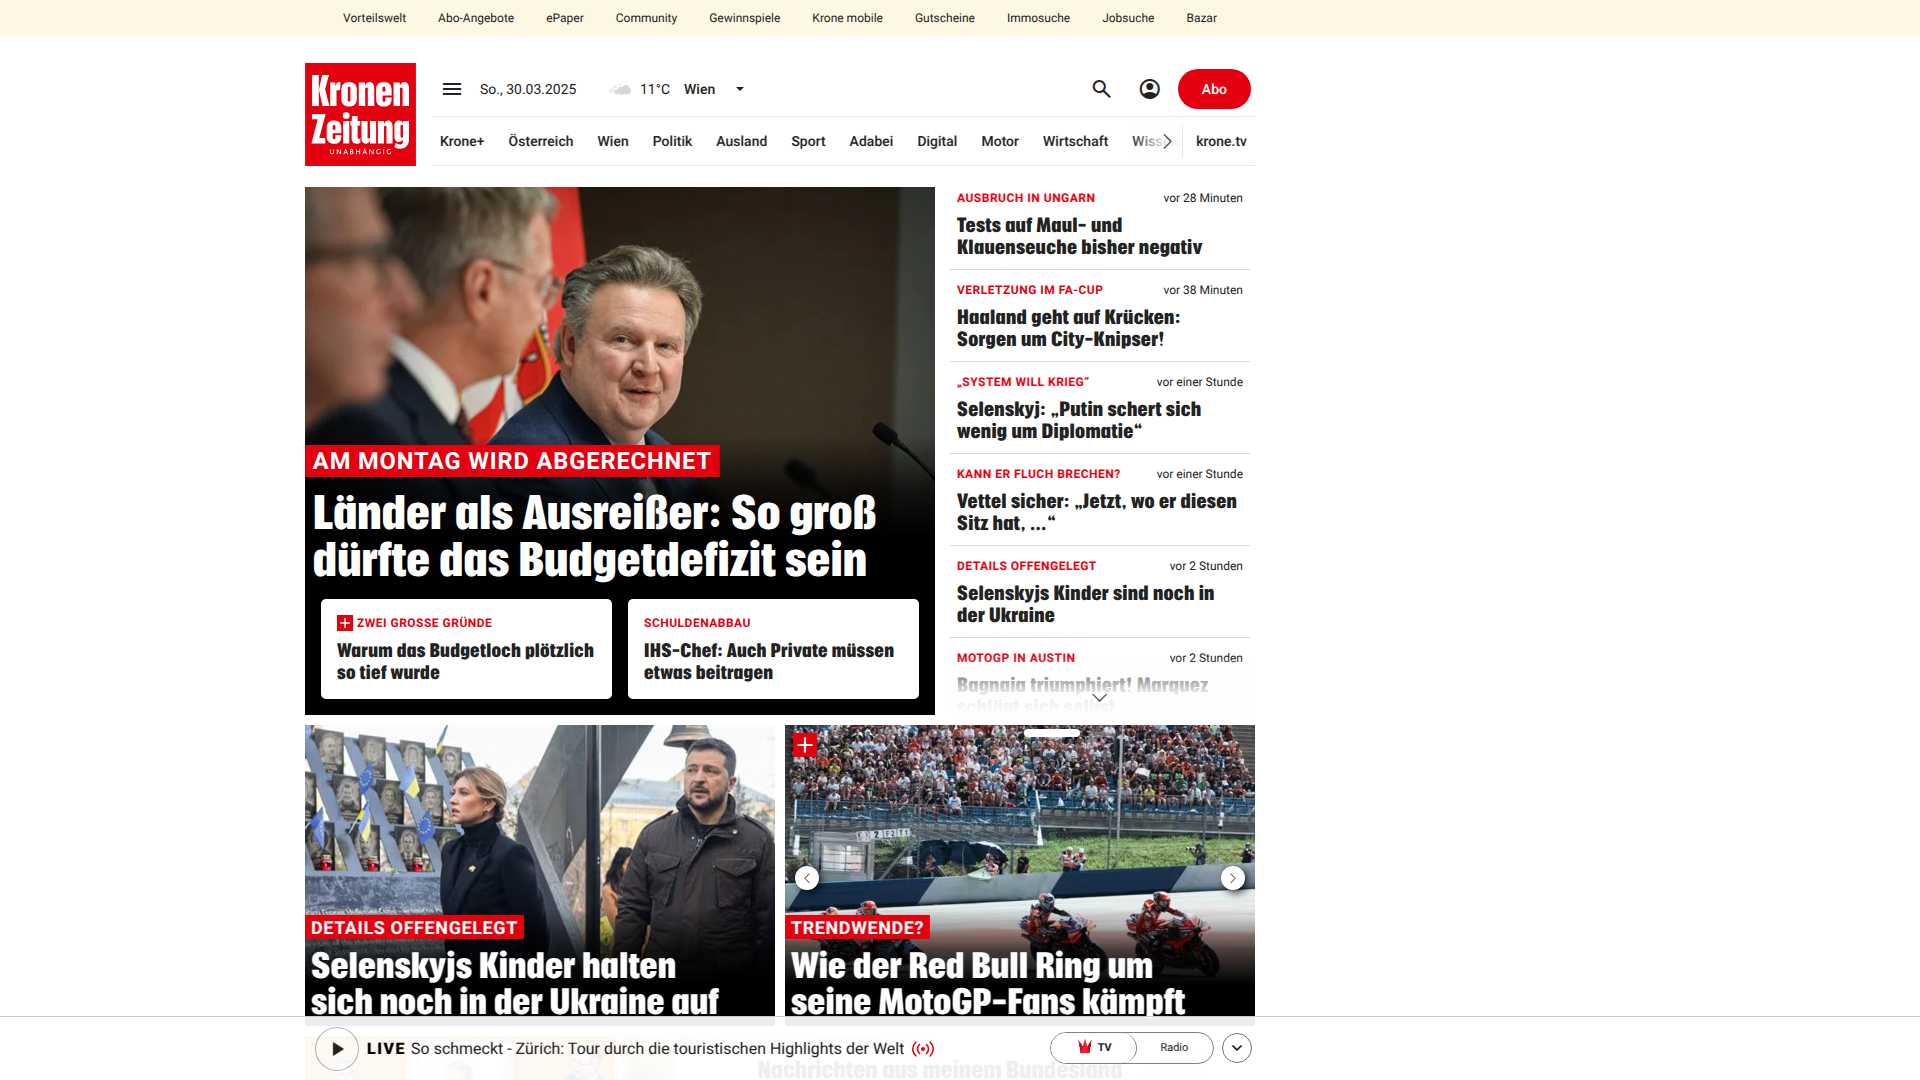 Vorteilswelt Abo-Angebote ePaper Community Gewinnspiele Krone mobile Gutscheine Immosuche Jobsuche Bazar
Kronen
Zeitung
UNABHÄNGIG
So., 30.03.2025 11°C Wien Abo
Krone+ Österreich Wien Politik Ausland Sport Adabei Digital Motor Wirtschaft krone.tv
AM MONTAG WIRD ABGERECHNET
Länder als Ausreißer: So groß
dürfte das Budgetdefizit sein
ZWEI GROSSE GRÜNDE
Warum das Budgetloch plötzlich
so tief wurde
SCHULDENABBAU
IHS-Chef: Auch Private müssen
etwas beitragen
AUSBRUCH IN UNGARN vor 28 Minuten
Tests auf Maul- und
Klauenseuche bisher negativ
VERLETZUNG IM FA-CUP vor 38 Minuten
Haaland geht auf Krücken:
Sorgen um City-Knipser!
„SYSTEM WILL KRIEG“ vor einer Stunde
Selenskyj: „Putin schert sich
wenig um Diplomatie“
KANN ER FLUCH BRECHEN? vor einer Stunde
Vettel sicher: „Jetzt, wo er diesen
Sitz hat, ...“
DETAILS OFFENGELEGT vor 2 Stunden
Selenskyjs Kinder sind noch in
der Ukraine
MOTOGP IN AUSTIN vor 2 Stunden
Bagnaia triumphiert! Marquez
schlägt sich selbst
DETAILS OFFENGELEGT
Selenskyjs Kinder halten
sich noch in der Ukraine auf
TRENDWENDE?
Wie der Red Bull Ring um
seine MotoGP-Fans kämpft
LIVE So schmeckt - Zürich: Tour durch die touristischen Highlights der Welt TV Radio
Nachrichten aus meinem Bundesland